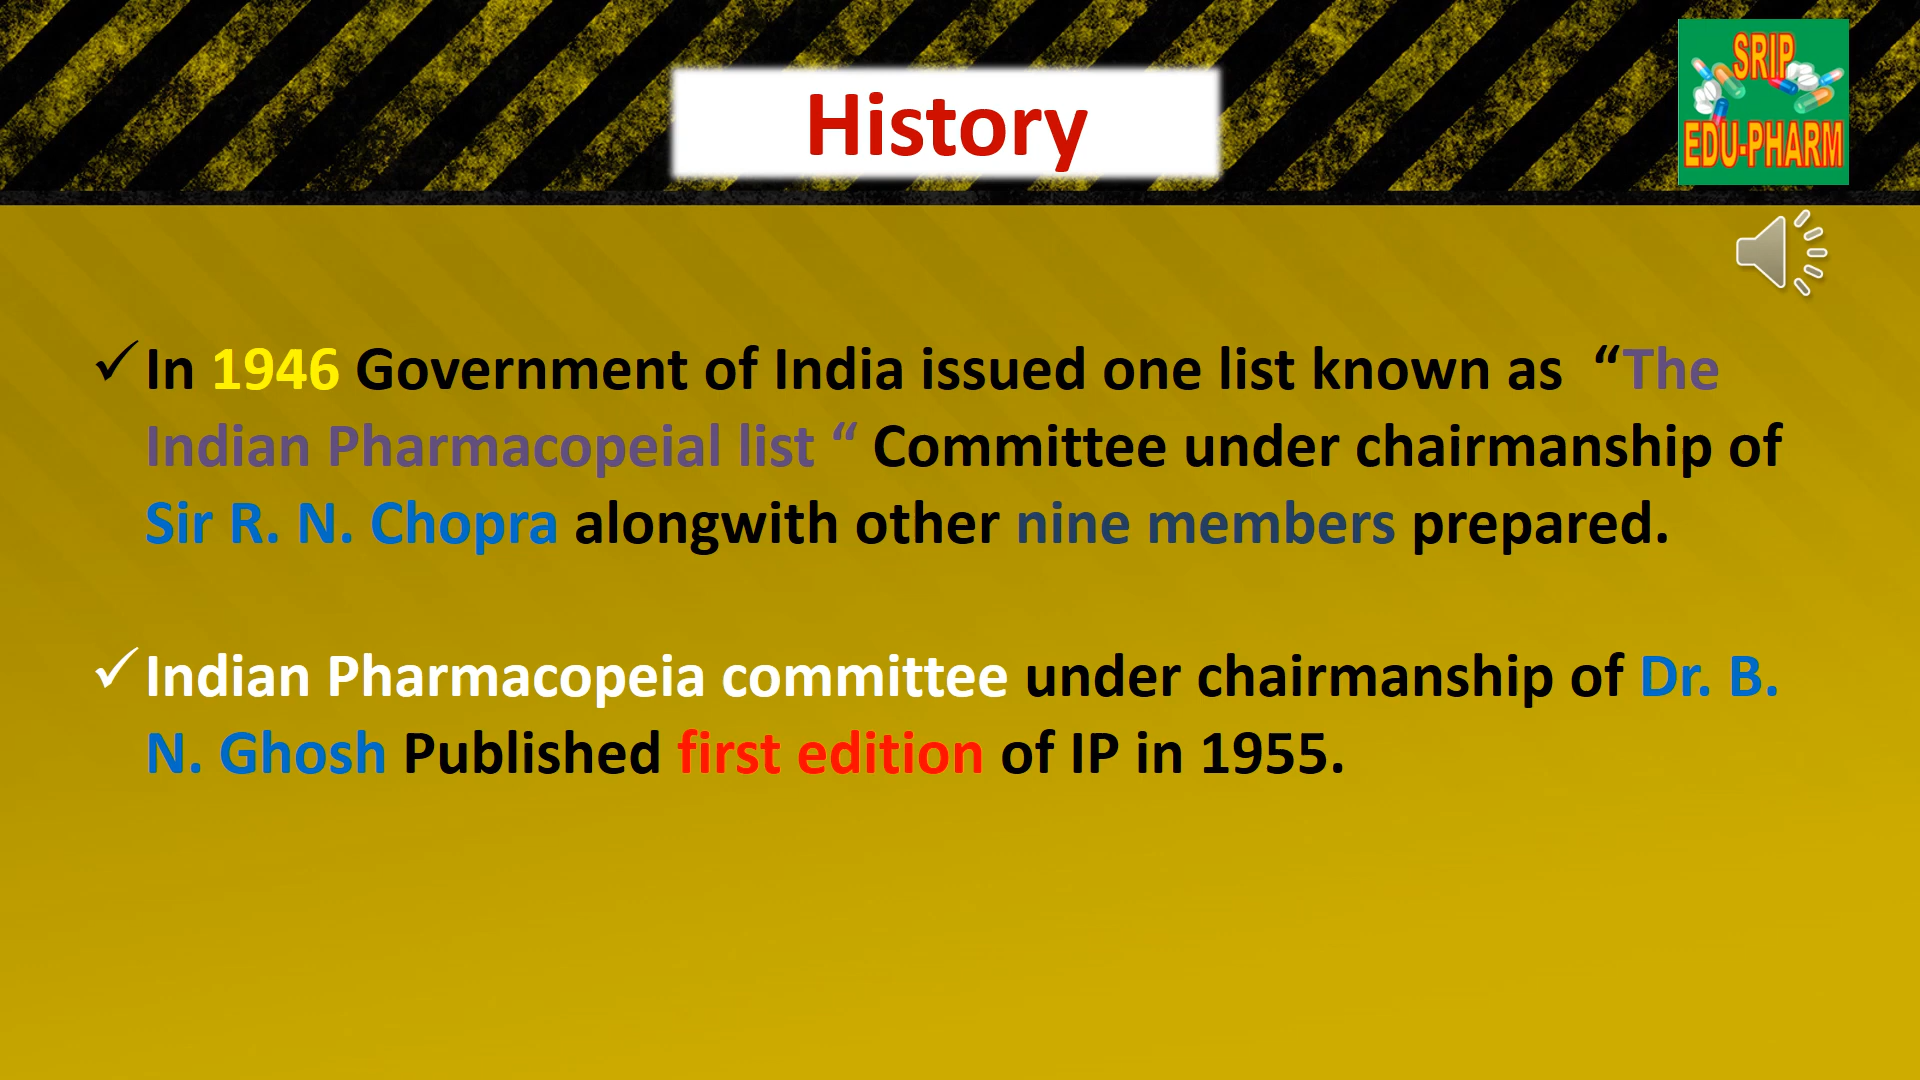 History
SRIP
EDU-PHARM
✓In 1946 Government of India issued one list known as  “The
Indian Pharmacopeial list “ Committee under chairmanship of
Sir R. N. Chopra alongwith other nine members prepared.
✓Indian Pharmacopeia committee under chairmanship of Dr. B.
N. Ghosh Published first edition of IP in 1955.